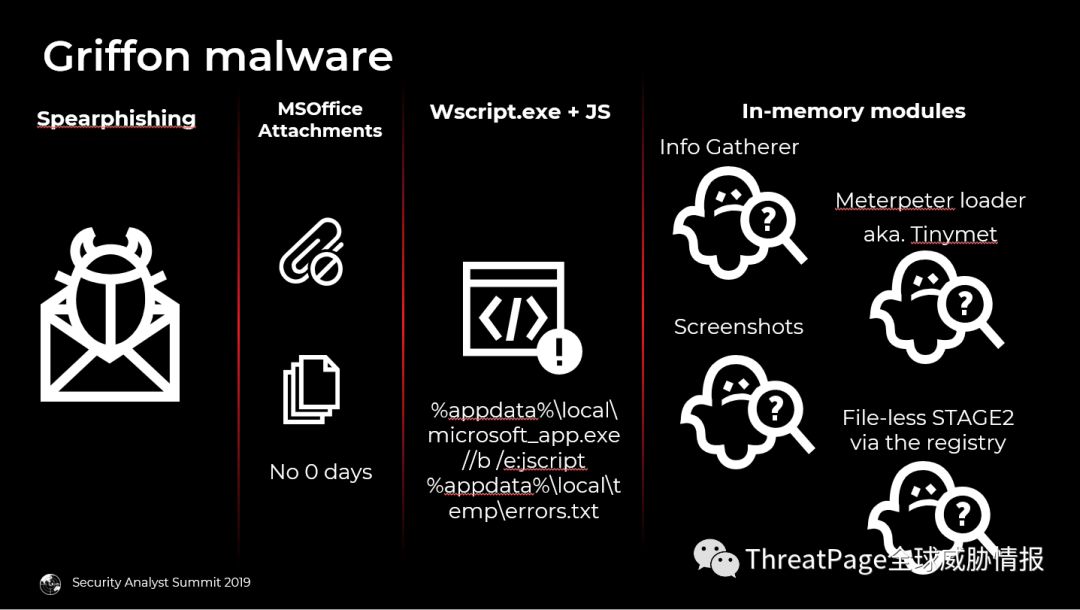 Griffon malware
Spearphishing
MSOffice
Attachments
No 0 days
Wscript.exe + JS
%appdata%\local\
microsoft_app.exe
//b /e:jscript
%appdata%\local\t
emp\errors.txt
In-memory modules
Info Gatherer
Meterpeter loader
aka. Tinymet
Screenshots
File-less STAGE2
via the registry
Security Analyst Summit 2019
ThreatPage全球威胁情报